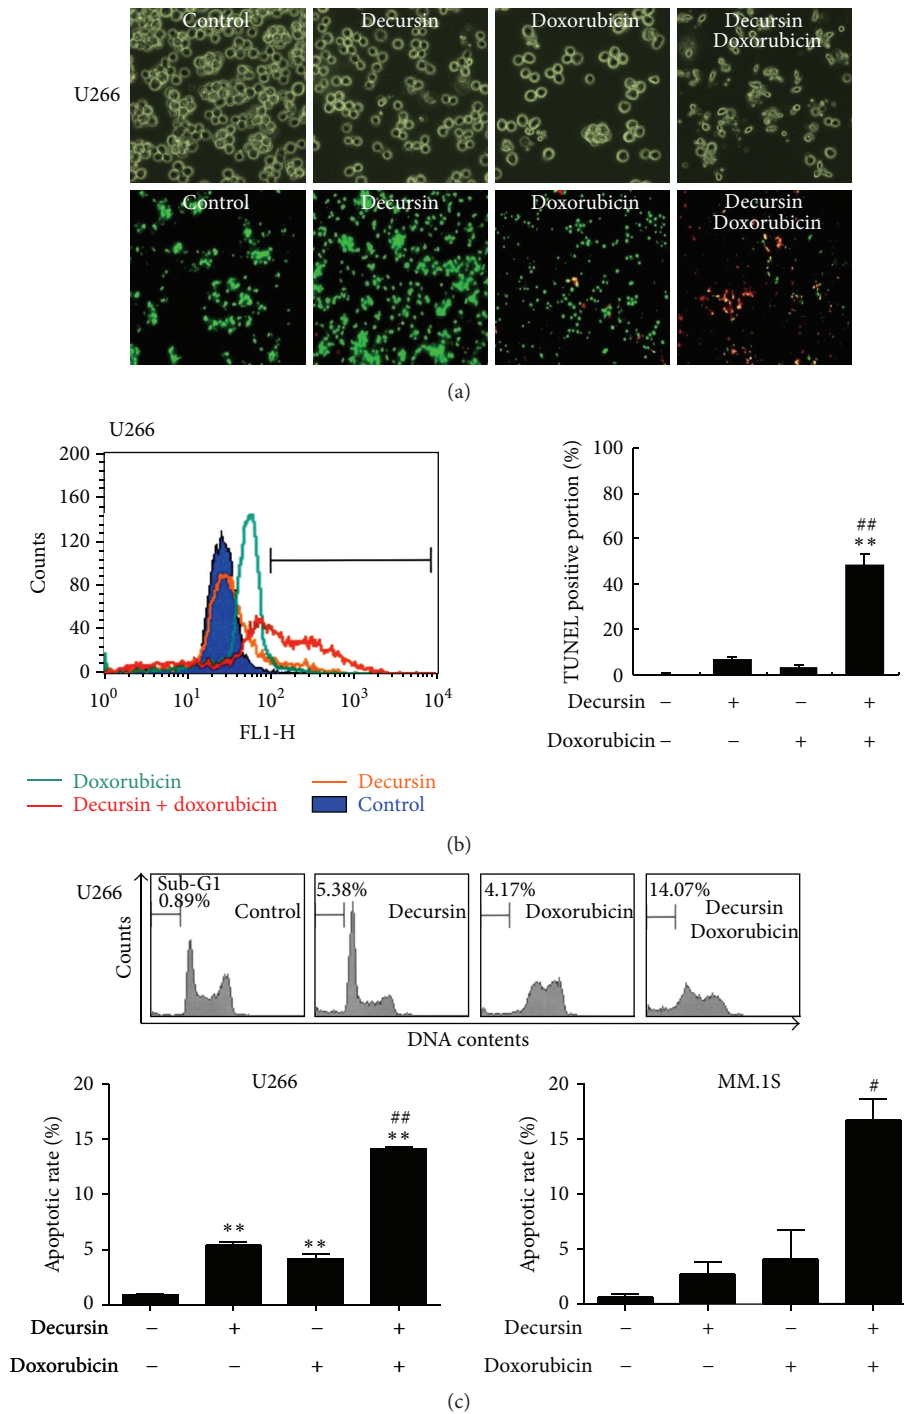 Control Decursin Doxorubicin Decursin
Doxorubicin
U266
Control Decursin Doxorubicin Decursin
Doxorubicin
(a)
U266
200
160
120
80
40
0
Counts
10^0 10^1 10^2 10^3 10^4
FL1-H
Doxorubicin
Decursin + doxorubicin
Decursin
Control
100
80
60
40
20
0
TUNEL positive portion (%)
##
**
Decursin − + − +
Doxorubicin − − + +
(b)
U266
Counts
Sub-G1
0.89%
Control
5.38%
Decursin
4.17%
Doxorubicin
14.07%
Decursin
Doxorubicin
DNA contents
U266
20
15
10
5
0
Apoptotic rate (%)
**
**
##
**
Decursin − + − +
Doxorubicin − − + +
MM.1S
20
15
10
5
0
Apoptotic rate (%)
#
Decursin − + − +
Doxorubicin − − + +
(c)